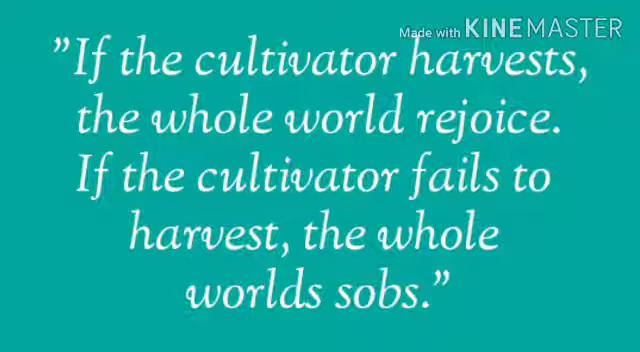 Made with KINEMASTER
"If the cultivator harvests,
the whole world rejoice.
If the cultivator fails to
harvest, the whole
worlds sobs."